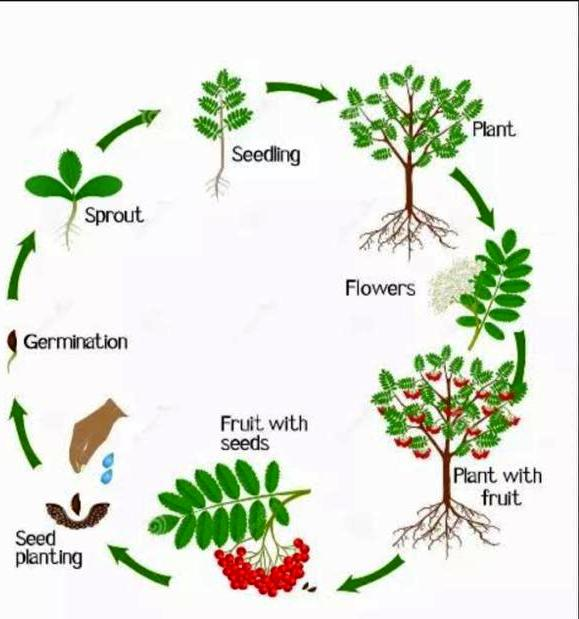 Seedling
Plant
Sprout
Flowers
Germination
Fruit with
seeds
Plant with
fruit
Seed
planting